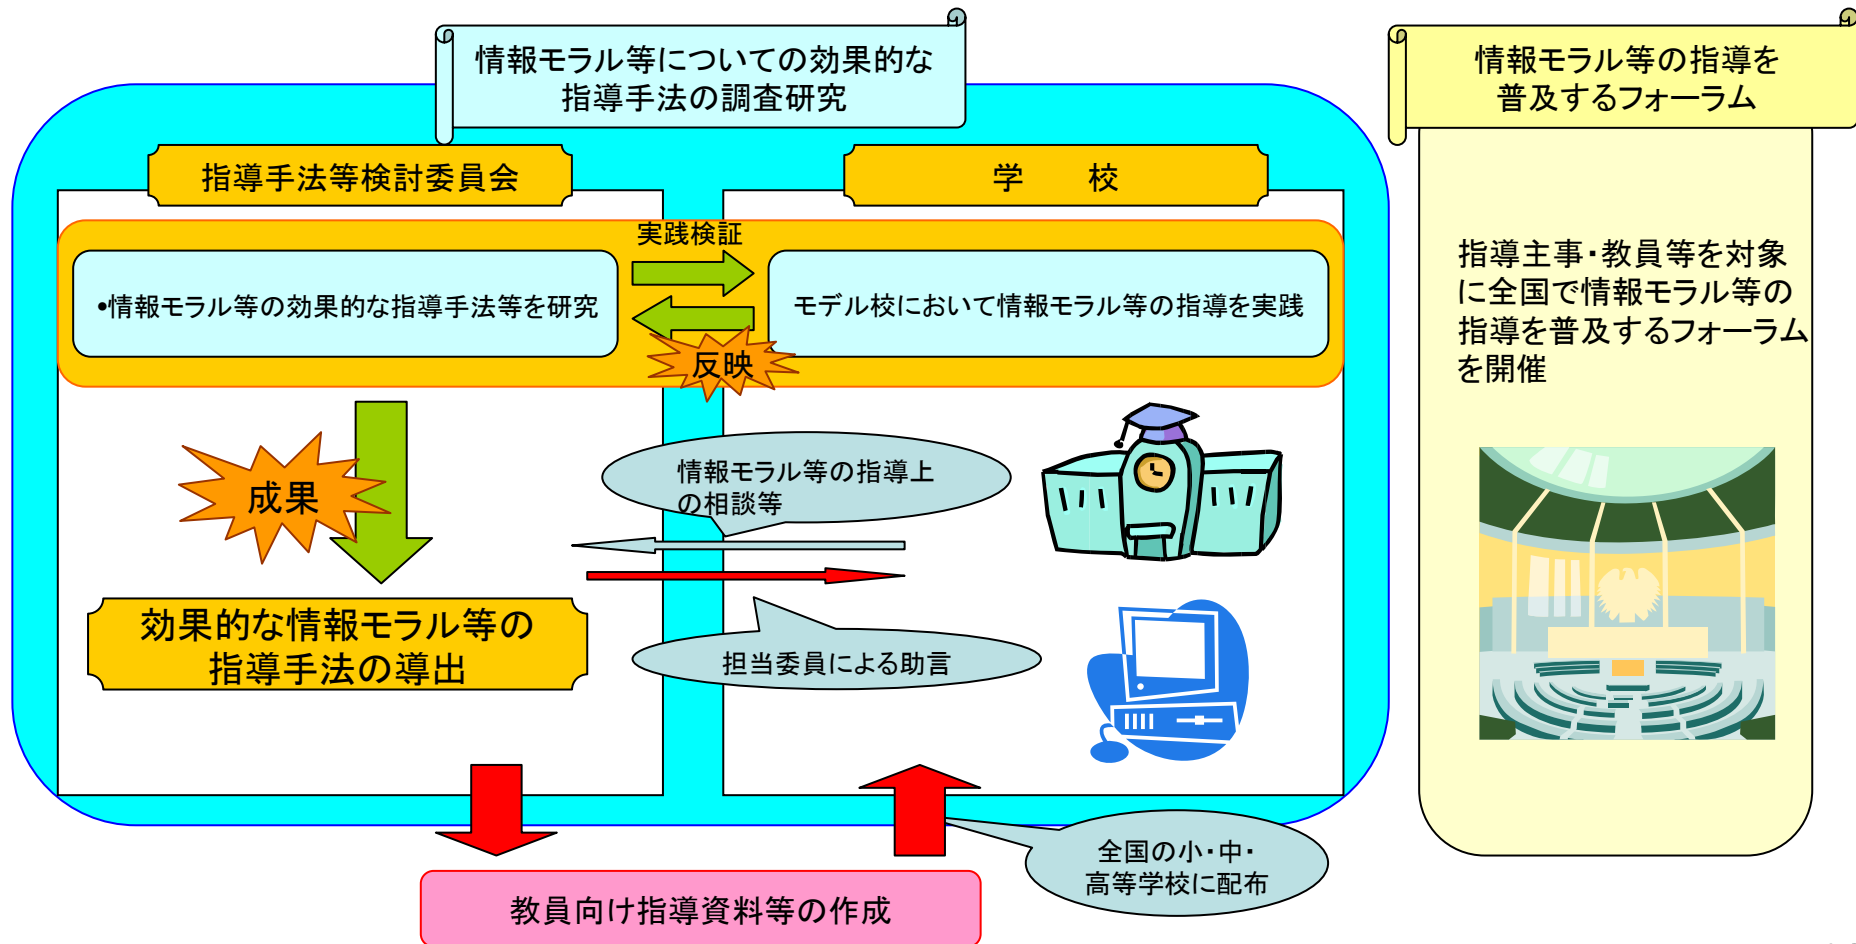 情報モラル等についての効果的な
指導手法の調査研究
指導手法等検討委員会
学　　校
実践検証
•情報モラル等の効果的な指導手法等を研究
モデル校において情報モラル等の指導を実践
反映
成果
情報モラル等の指導上
の相談等
効果的な情報モラル等の
指導手法の導出
担当委員による助言
全国の小・中・
高等学校に配布
教員向け指導資料等の作成
情報モラル等の指導を
普及するフォーラム
指導主事・教員等を対象
に全国で情報モラル等の
指導を普及するフォーラム
を開催